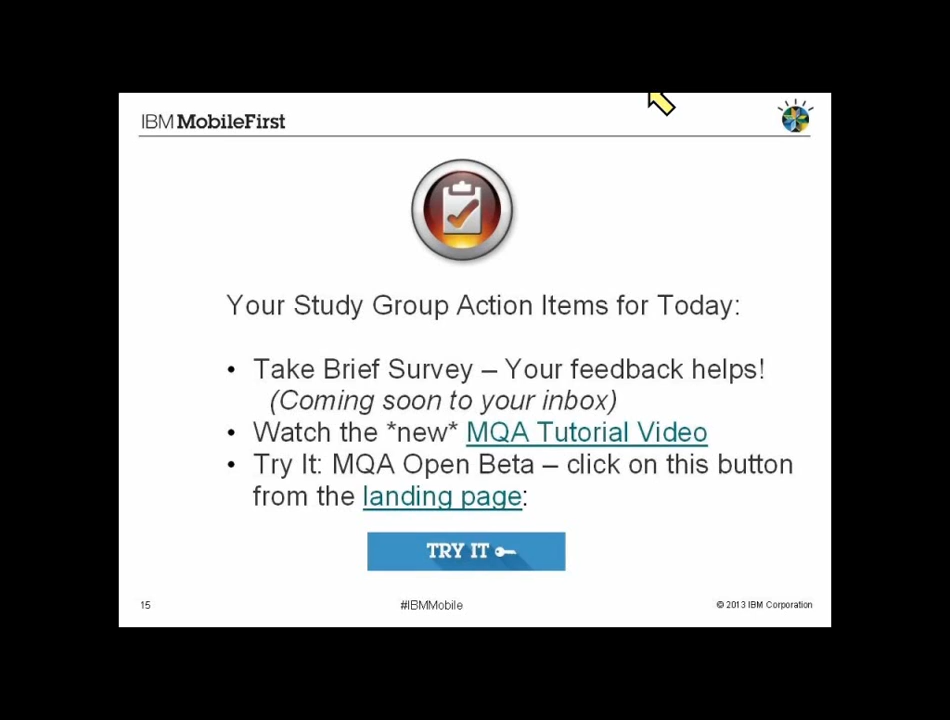 IBM MobileFirst
Your Study Group Action Items for Today:
• Take Brief Survey – Your feedback helps!
(Coming soon to your inbox)
• Watch the *new* MQA Tutorial Video
• Try It: MQA Open Beta – click on this button
from the landing page:
TRY IT
15
#IBMMobile
© 2013 IBM Corporation